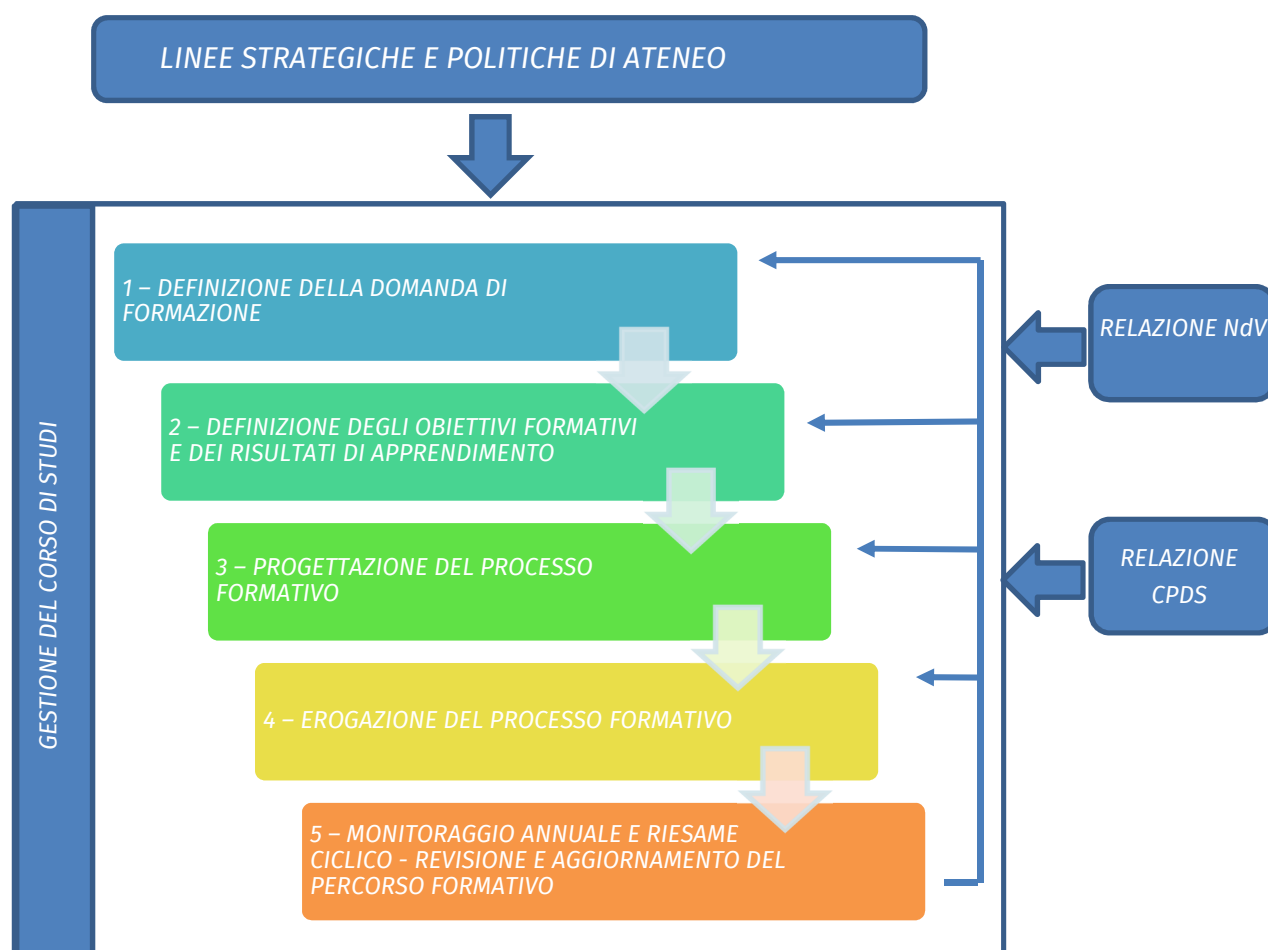 LINEE STRATEGICHE E POLITICHE DI ATENEO
GESTIONE DEL CORSO DI STUDI
1 – DEFINIZIONE DELLA DOMANDA DI
FORMAZIONE
2 – DEFINIZIONE DEGLI OBIETTIVI FORMATIVI
E DEI RISULTATI DI APPRENDIMENTO
3 – PROGETTAZIONE DEL PROCESSO
FORMATIVO
4 – EROGAZIONE DEL PROCESSO FORMATIVO
5 – MONITORAGGIO ANNUALE E RIESAME
CICLICO - REVISIONE E AGGIORNAMENTO DEL
PERCORSO FORMATIVO
RELAZIONE NdV
RELAZIONE
CPDS